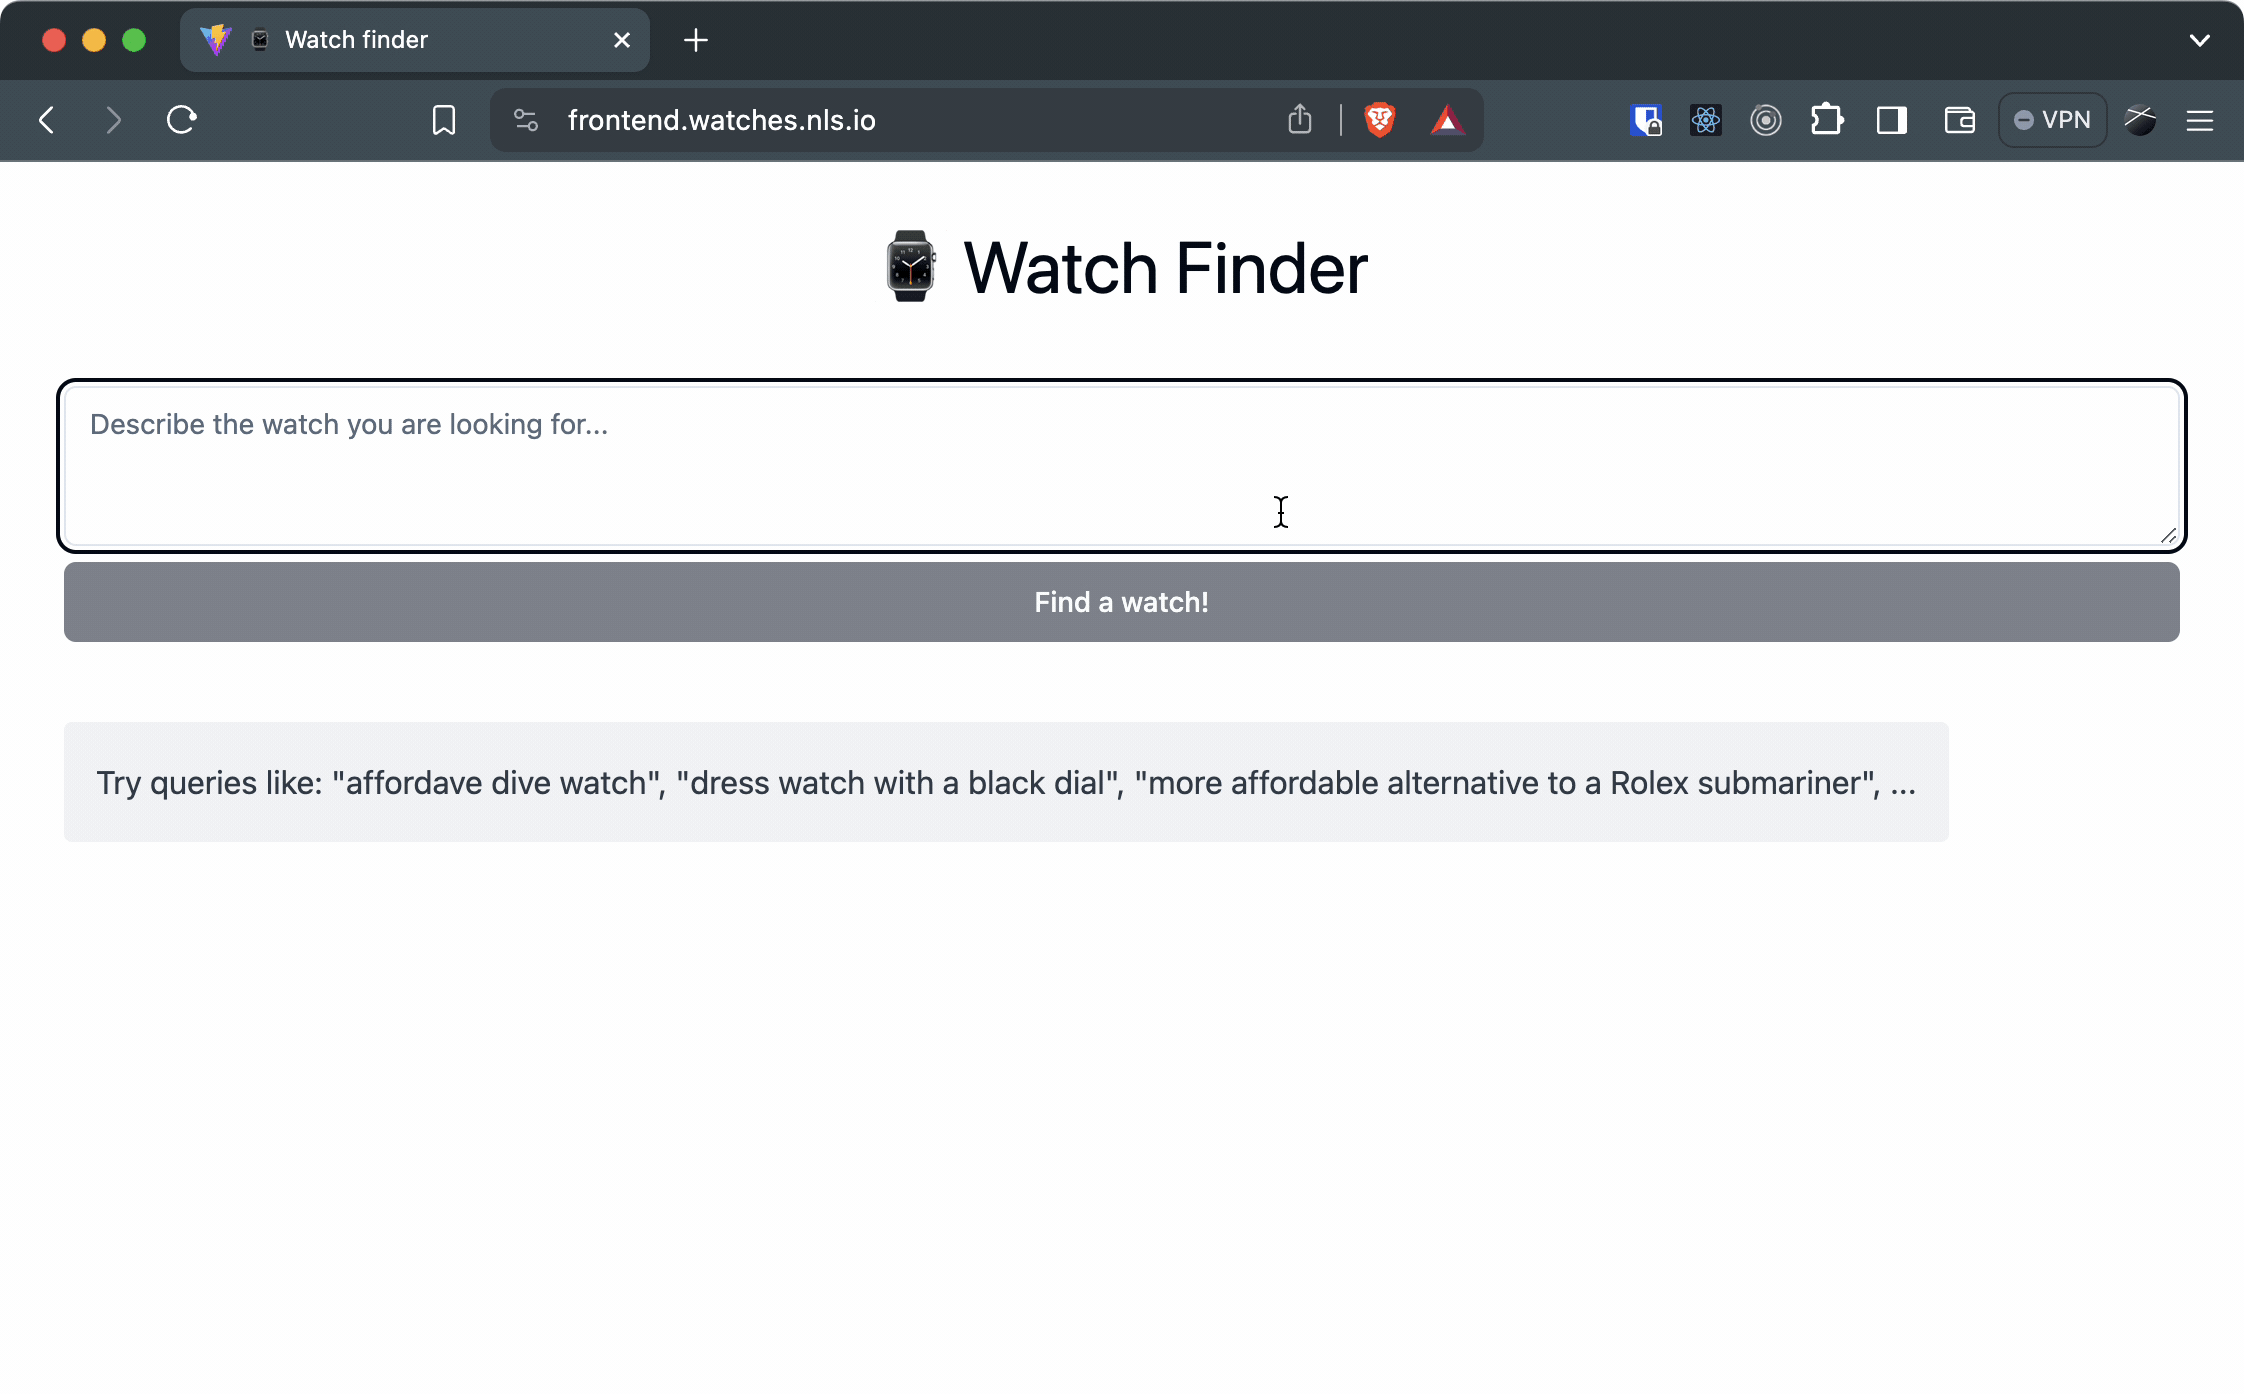 Watch finder
frontend.watches.nls.io
VPN
Watch Finder
Describe the watch you are looking for...
Find a watch!
Try queries like: "affordave dive watch", "dress watch with a black dial", "more affordable alternative to a Rolex submariner", ...